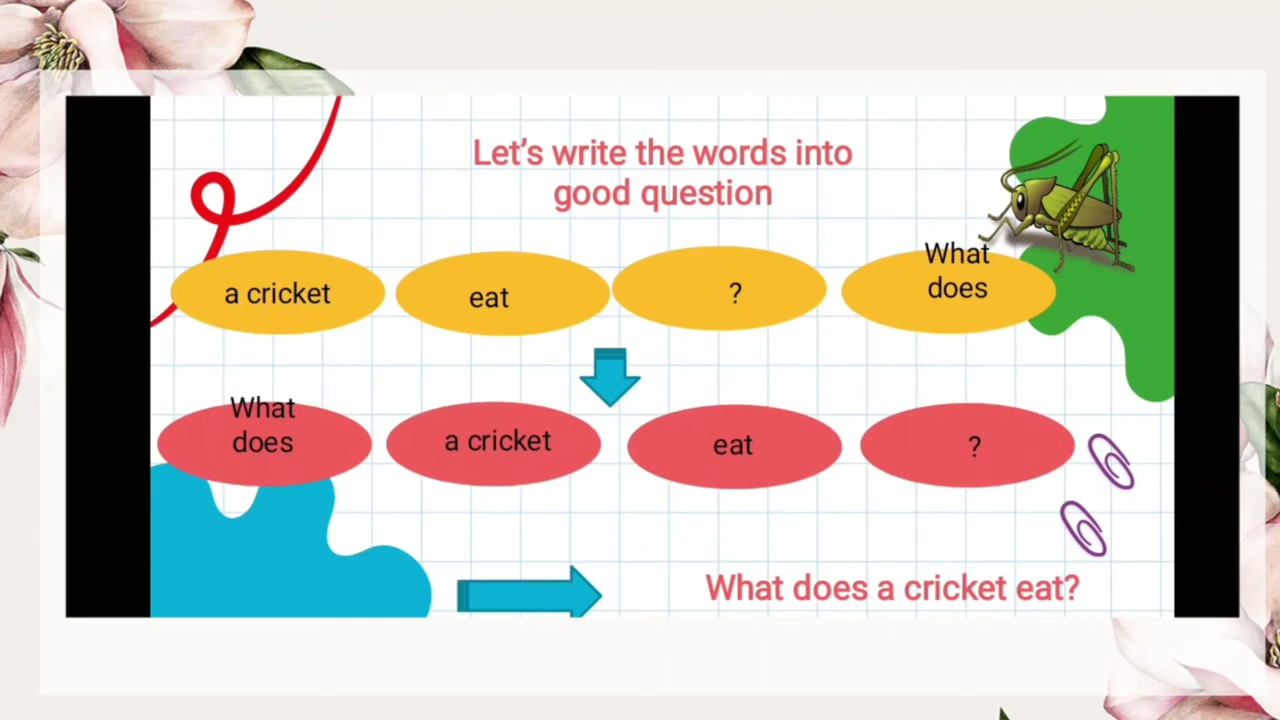 Let's write the words into
good question
a cricket
eat
?
What
does
What
does
a cricket
eat
?
What does a cricket eat?